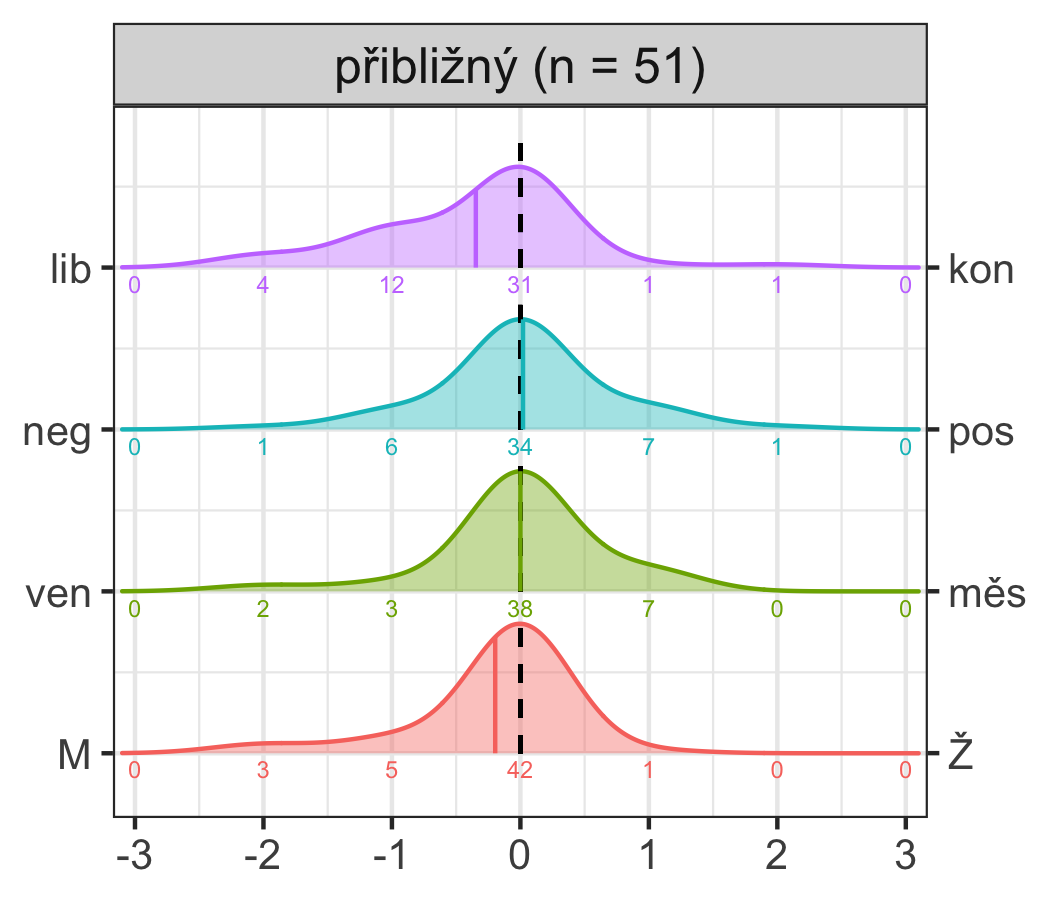 přibližný (n = 51)
lib kon
0 4 12 31 1 1 0
neg pos
0 1 6 34 7 1 0
ven měs
0 2 3 38 7 0 0
M Ž
0 3 5 42 1 0 0
-3 -2 -1 0 1 2 3